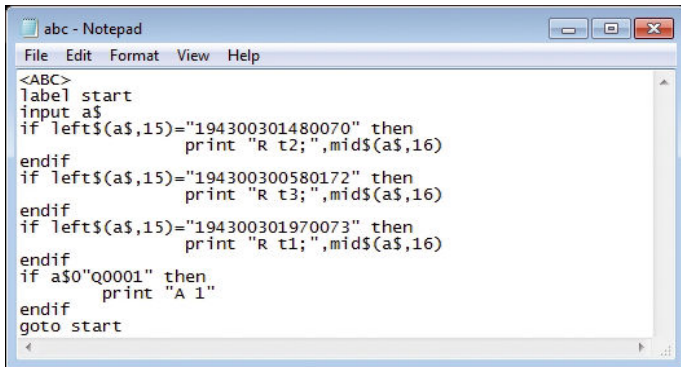 abc - Notepad
File Edit Format View Help
<ABC>
label start
input a$
if left$(a$,15)="194300301480070" then
print "R t2;",mid$(a$,16)
endif
if left$(a$,15)="194300300580172" then
print "R t3;",mid$(a$,16)
endif
if left$(a$,15)="194300301970073" then
print "R t1;",mid$(a$,16)
endif
if a$0"Q0001" then
print "A 1"
endif
goto start